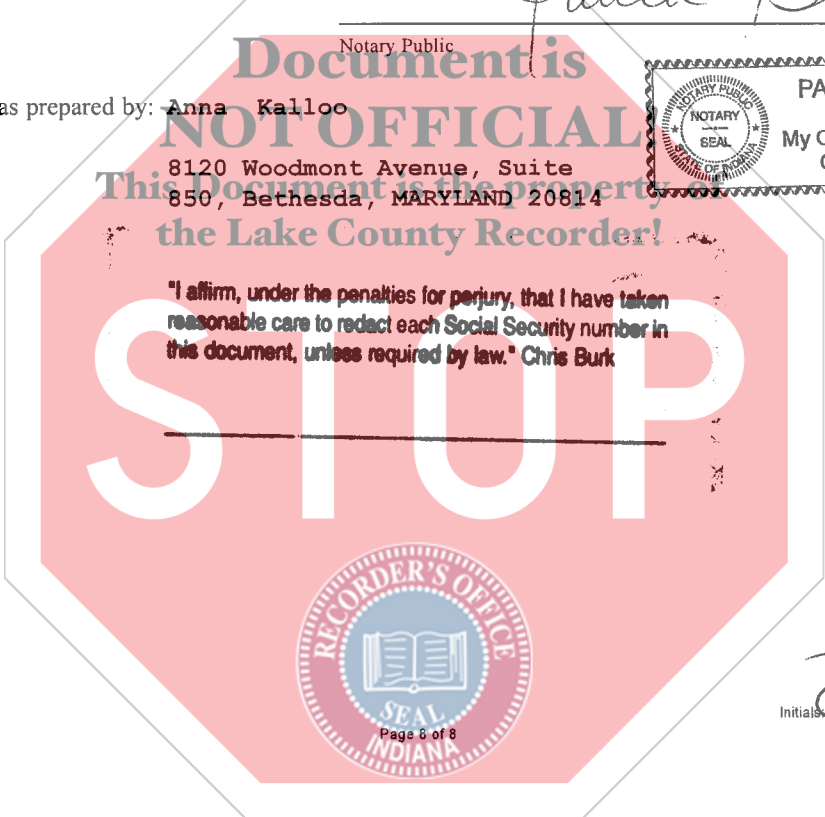 Notary Public
Document is
as prepared by: Anna Kalloo
NOT OFFICIAL
8120 Woodmont Avenue, Suite
This Document is the property of
850, Bethesda, MARYLAND 20814
the Lake County Recorder!
NOTARY PUBLIC
NOTARY
SEAL
STATE OF INDIANA
PA
My C
"I affirm, under the penalties for perjury, that I have taken
reasonable care to redact each Social Security number in
this document, unless required by law." Chris Burk
STOP
RECORDER'S OFFICE
SEAL
Page 8 of 8
INDIANA
Initials: